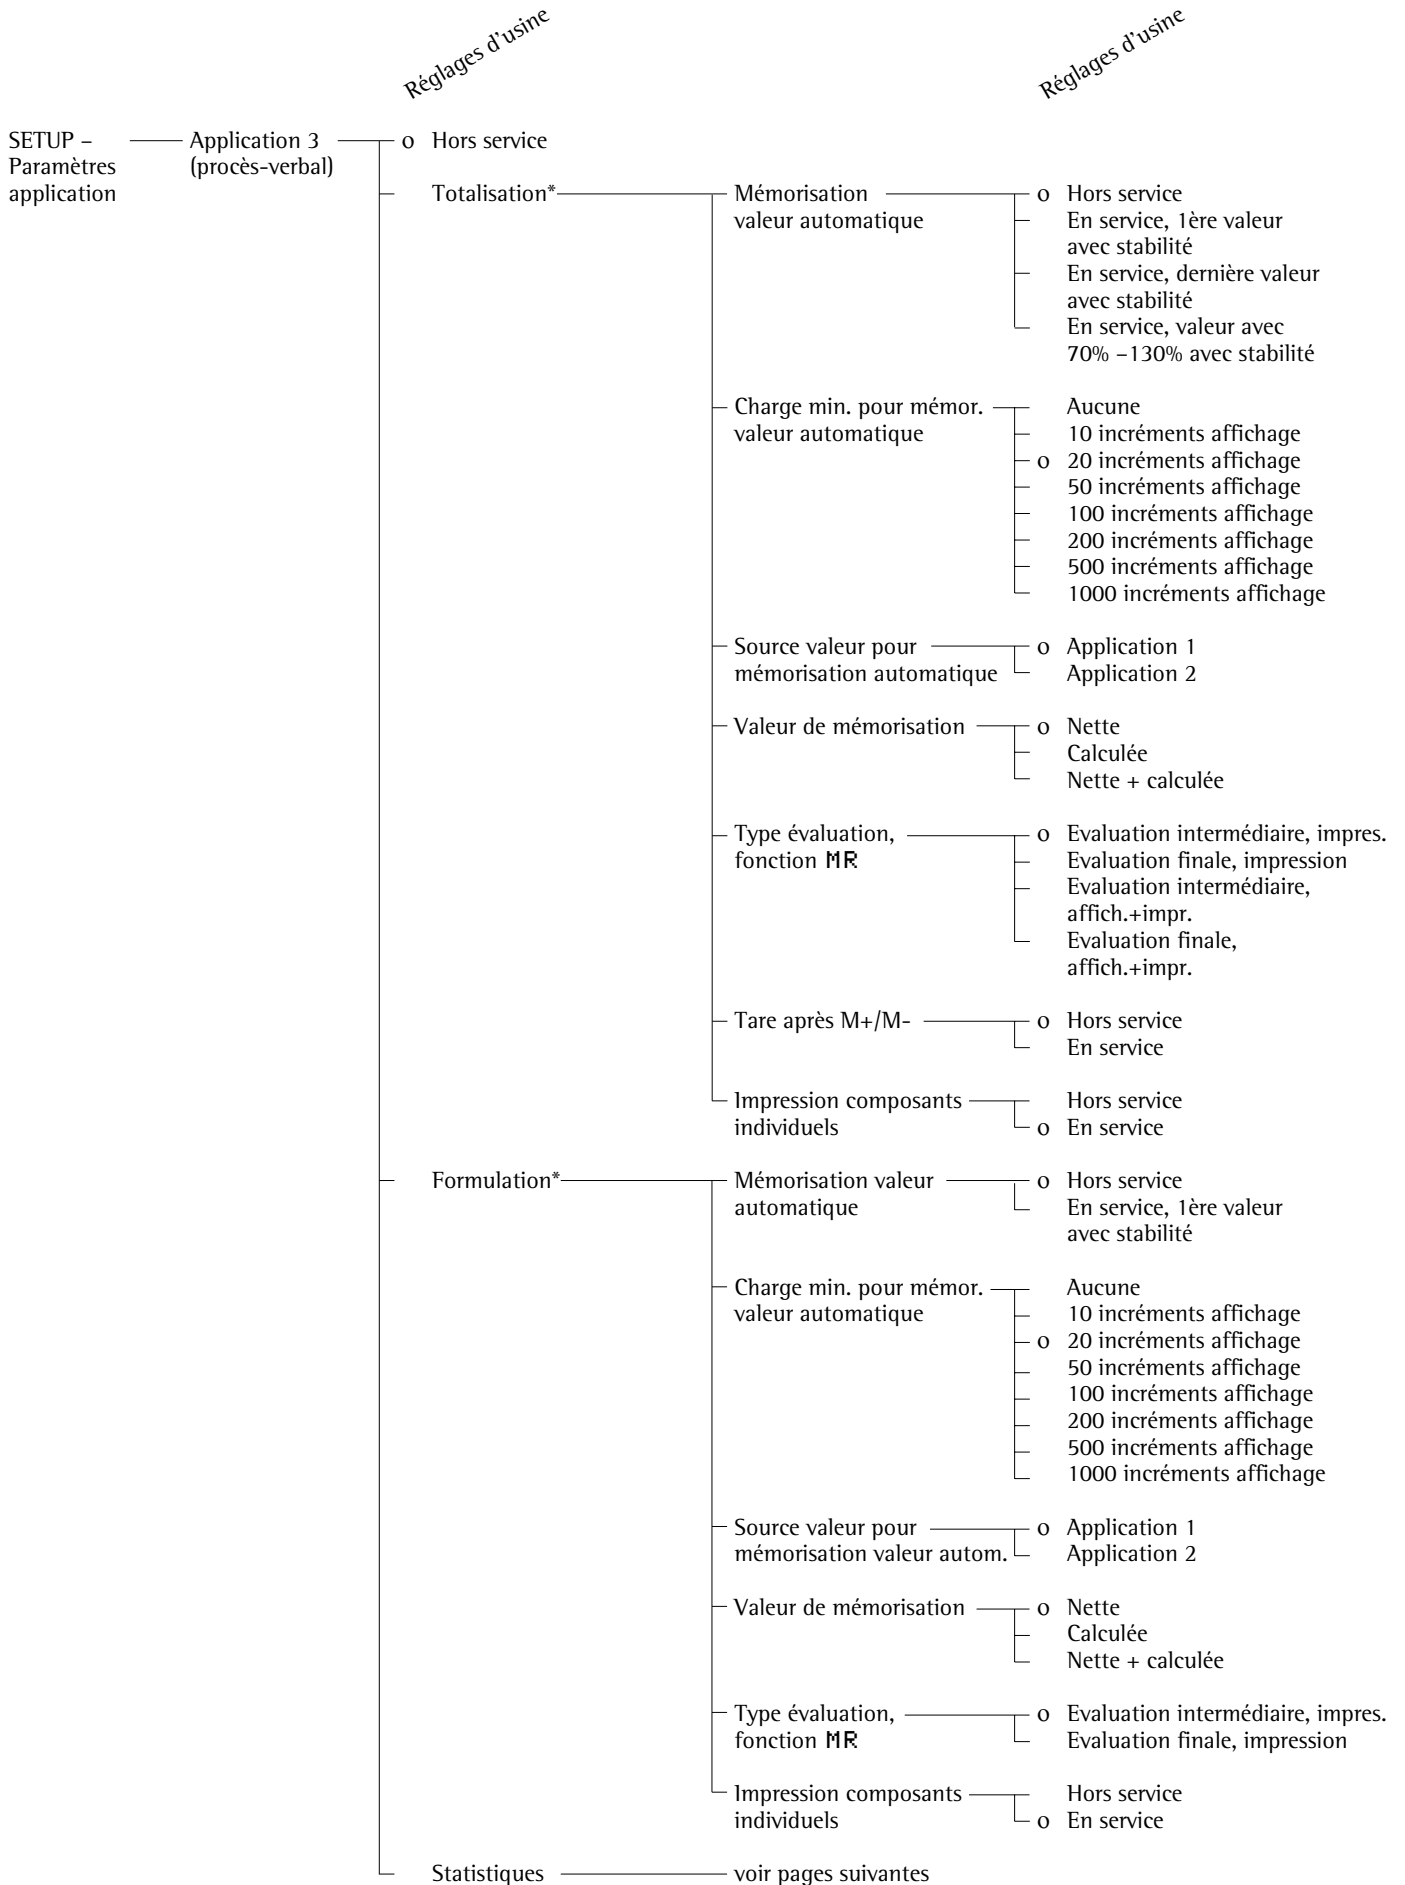 Réglages d'usine
Réglages d'usine
SETUP –
Paramètres
application
Application 3
(procès-verbal)
o Hors service
Totalisation*
Mémorisation
valeur automatique
o Hors service
En service, 1ère valeur
avec stabilité
En service, dernière valeur
avec stabilité
En service, valeur avec
70% –130% avec stabilité
Charge min. pour mémor.
valeur automatique
Aucune
10 incréments affichage
o 20 incréments affichage
50 incréments affichage
100 incréments affichage
200 incréments affichage
500 incréments affichage
1000 incréments affichage
Source valeur pour
mémorisation automatique
o Application 1
Application 2
Valeur de mémorisation
o Nette
Calculée
Nette + calculée
Type évaluation,
fonction MR
o Evaluation intermédiaire, impres.
Evaluation finale, impression
Evaluation intermédiaire,
affich.+impr.
Evaluation finale,
affich.+impr.
Tare après M+/M-
o Hors service
En service
Impression composants
individuels
Hors service
o En service
Formulation*
Mémorisation valeur
automatique
o Hors service
En service, 1ère valeur
avec stabilité
Charge min. pour mémor.
valeur automatique
Aucune
10 incréments affichage
o 20 incréments affichage
50 incréments affichage
100 incréments affichage
200 incréments affichage
500 incréments affichage
1000 incréments affichage
Source valeur pour
mémorisation valeur autom.
o Application 1
Application 2
Valeur de mémorisation
o Nette
Calculée
Nette + calculée
Type évaluation,
fonction MR
o Evaluation intermédiaire, impres.
Evaluation finale, impression
Impression composants
individuels
Hors service
o En service
Statistiques
voir pages suivantes